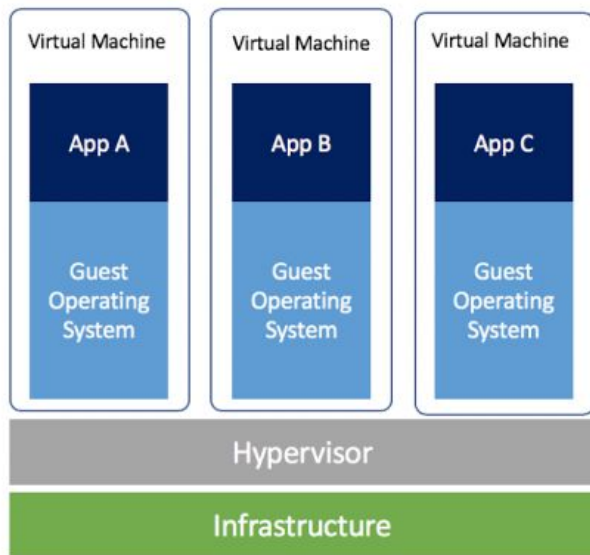 Virtual Machine
Virtual Machine
Virtual Machine
App A
App B
App C
Guest
Operating
System
Guest
Operating
System
Guest
Operating
System
Hypervisor
Infrastructure